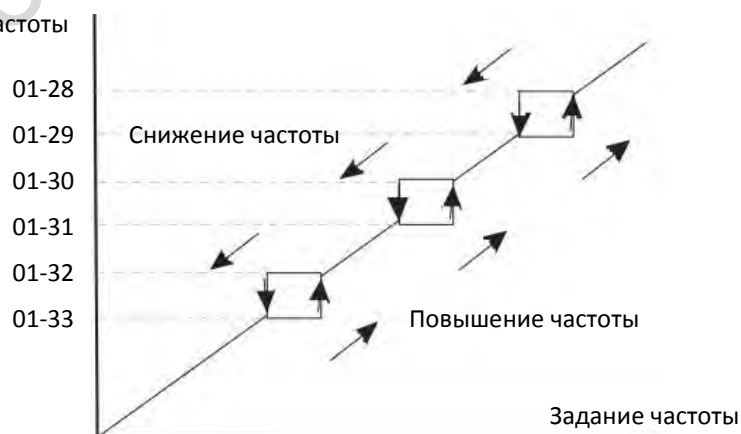 астоты
01-28
01-29
Снижение частоты
01-30
01-31
01-32
01-33
Повышение частоты
Задание частоты